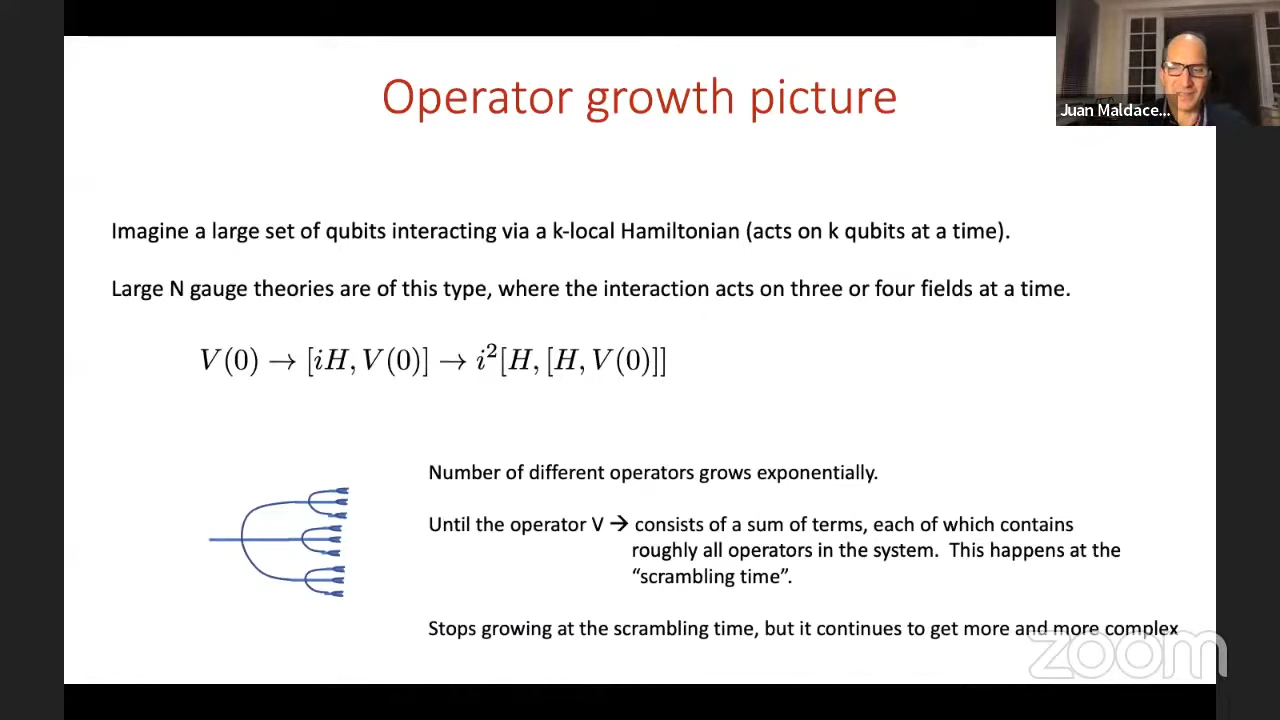 Operator growth picture
Juan Maldace...
Imagine a large set of qubits interacting via a k-local Hamiltonian (acts on k qubits at a time).
Large N gauge theories are of this type, where the interaction acts on three or four fields at a time.
V(0) → [iH, V(0)] → i²[H, [H, V(0)]]
Number of different operators grows exponentially.
Until the operator V → consists of a sum of terms, each of which contains
roughly all operators in the system. This happens at the
“scrambling time”.
Stops growing at the scrambling time, but it continues to get more and more complex
zoom